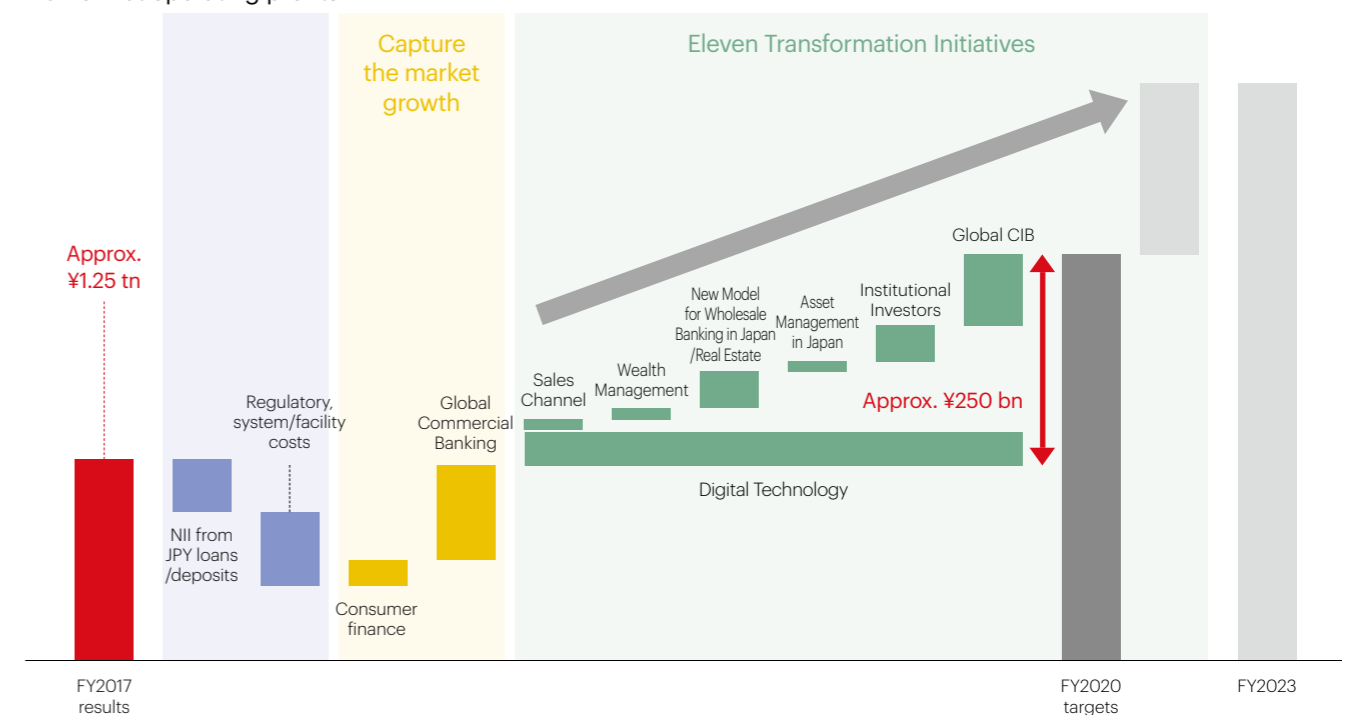 Capture
the market
growth
Eleven Transformation Initiatives
Approx.
¥1.25 tn
Global CIB
New Model
for Wholesale
Banking in Japan
/Real Estate
Asset
Management
in Japan
Institutional
Investors
Sales
Channel
Wealth
Management
Regulatory,
system/facility
costs
Global
Commercial
Banking
Approx. ¥250 bn
Digital Technology
NII from
JPY loans
/deposits
Consumer
finance
FY2017
results
FY2020
targets
FY2023